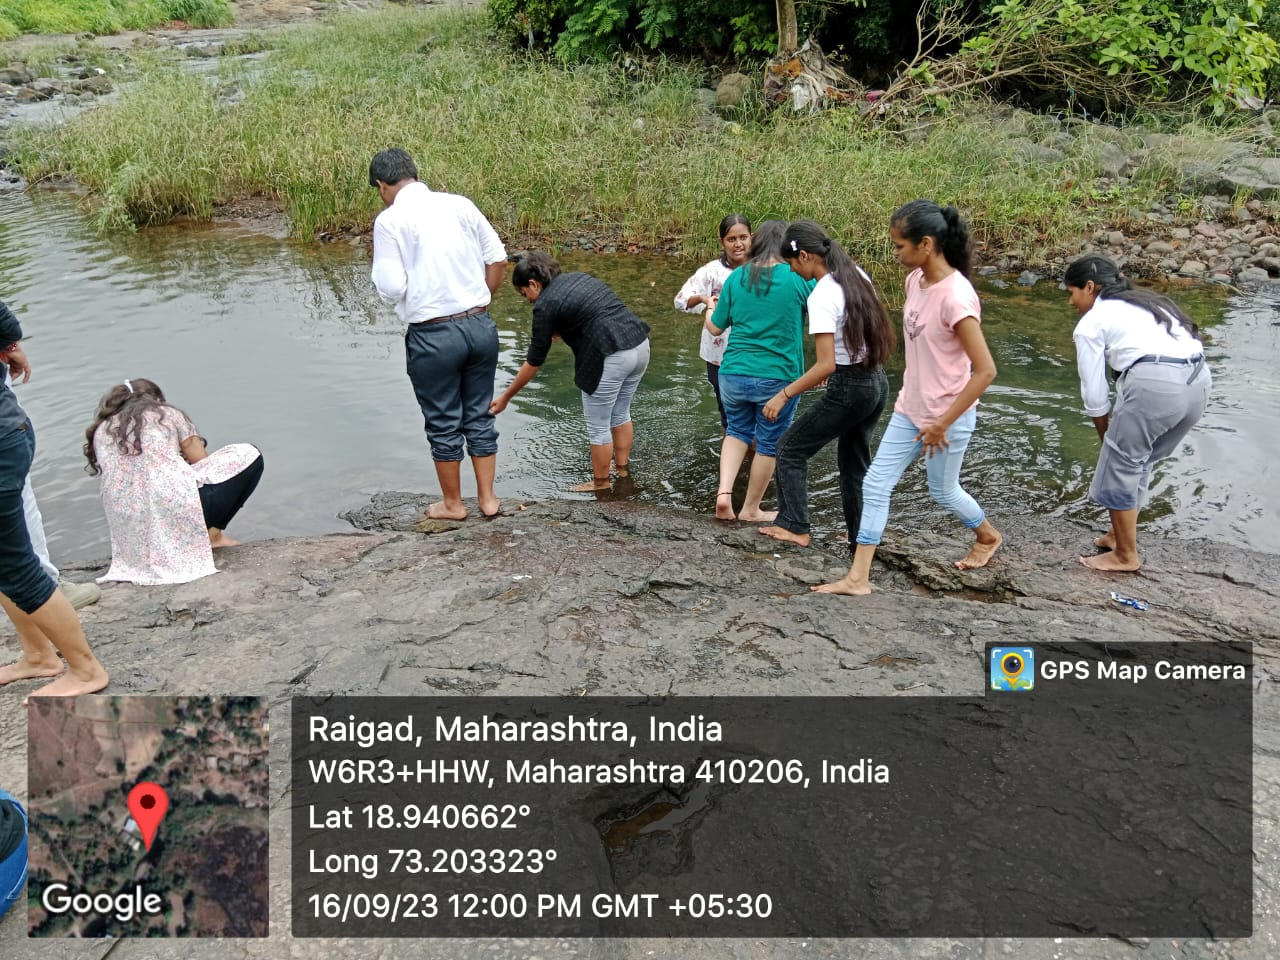 GPS Map Camera
Raigad, Maharashtra, India
W6R3+HHW, Maharashtra 410206, India
Lat 18.940662°
Long 73.203323°
16/09/23 12:00 PM GMT +05:30
Google